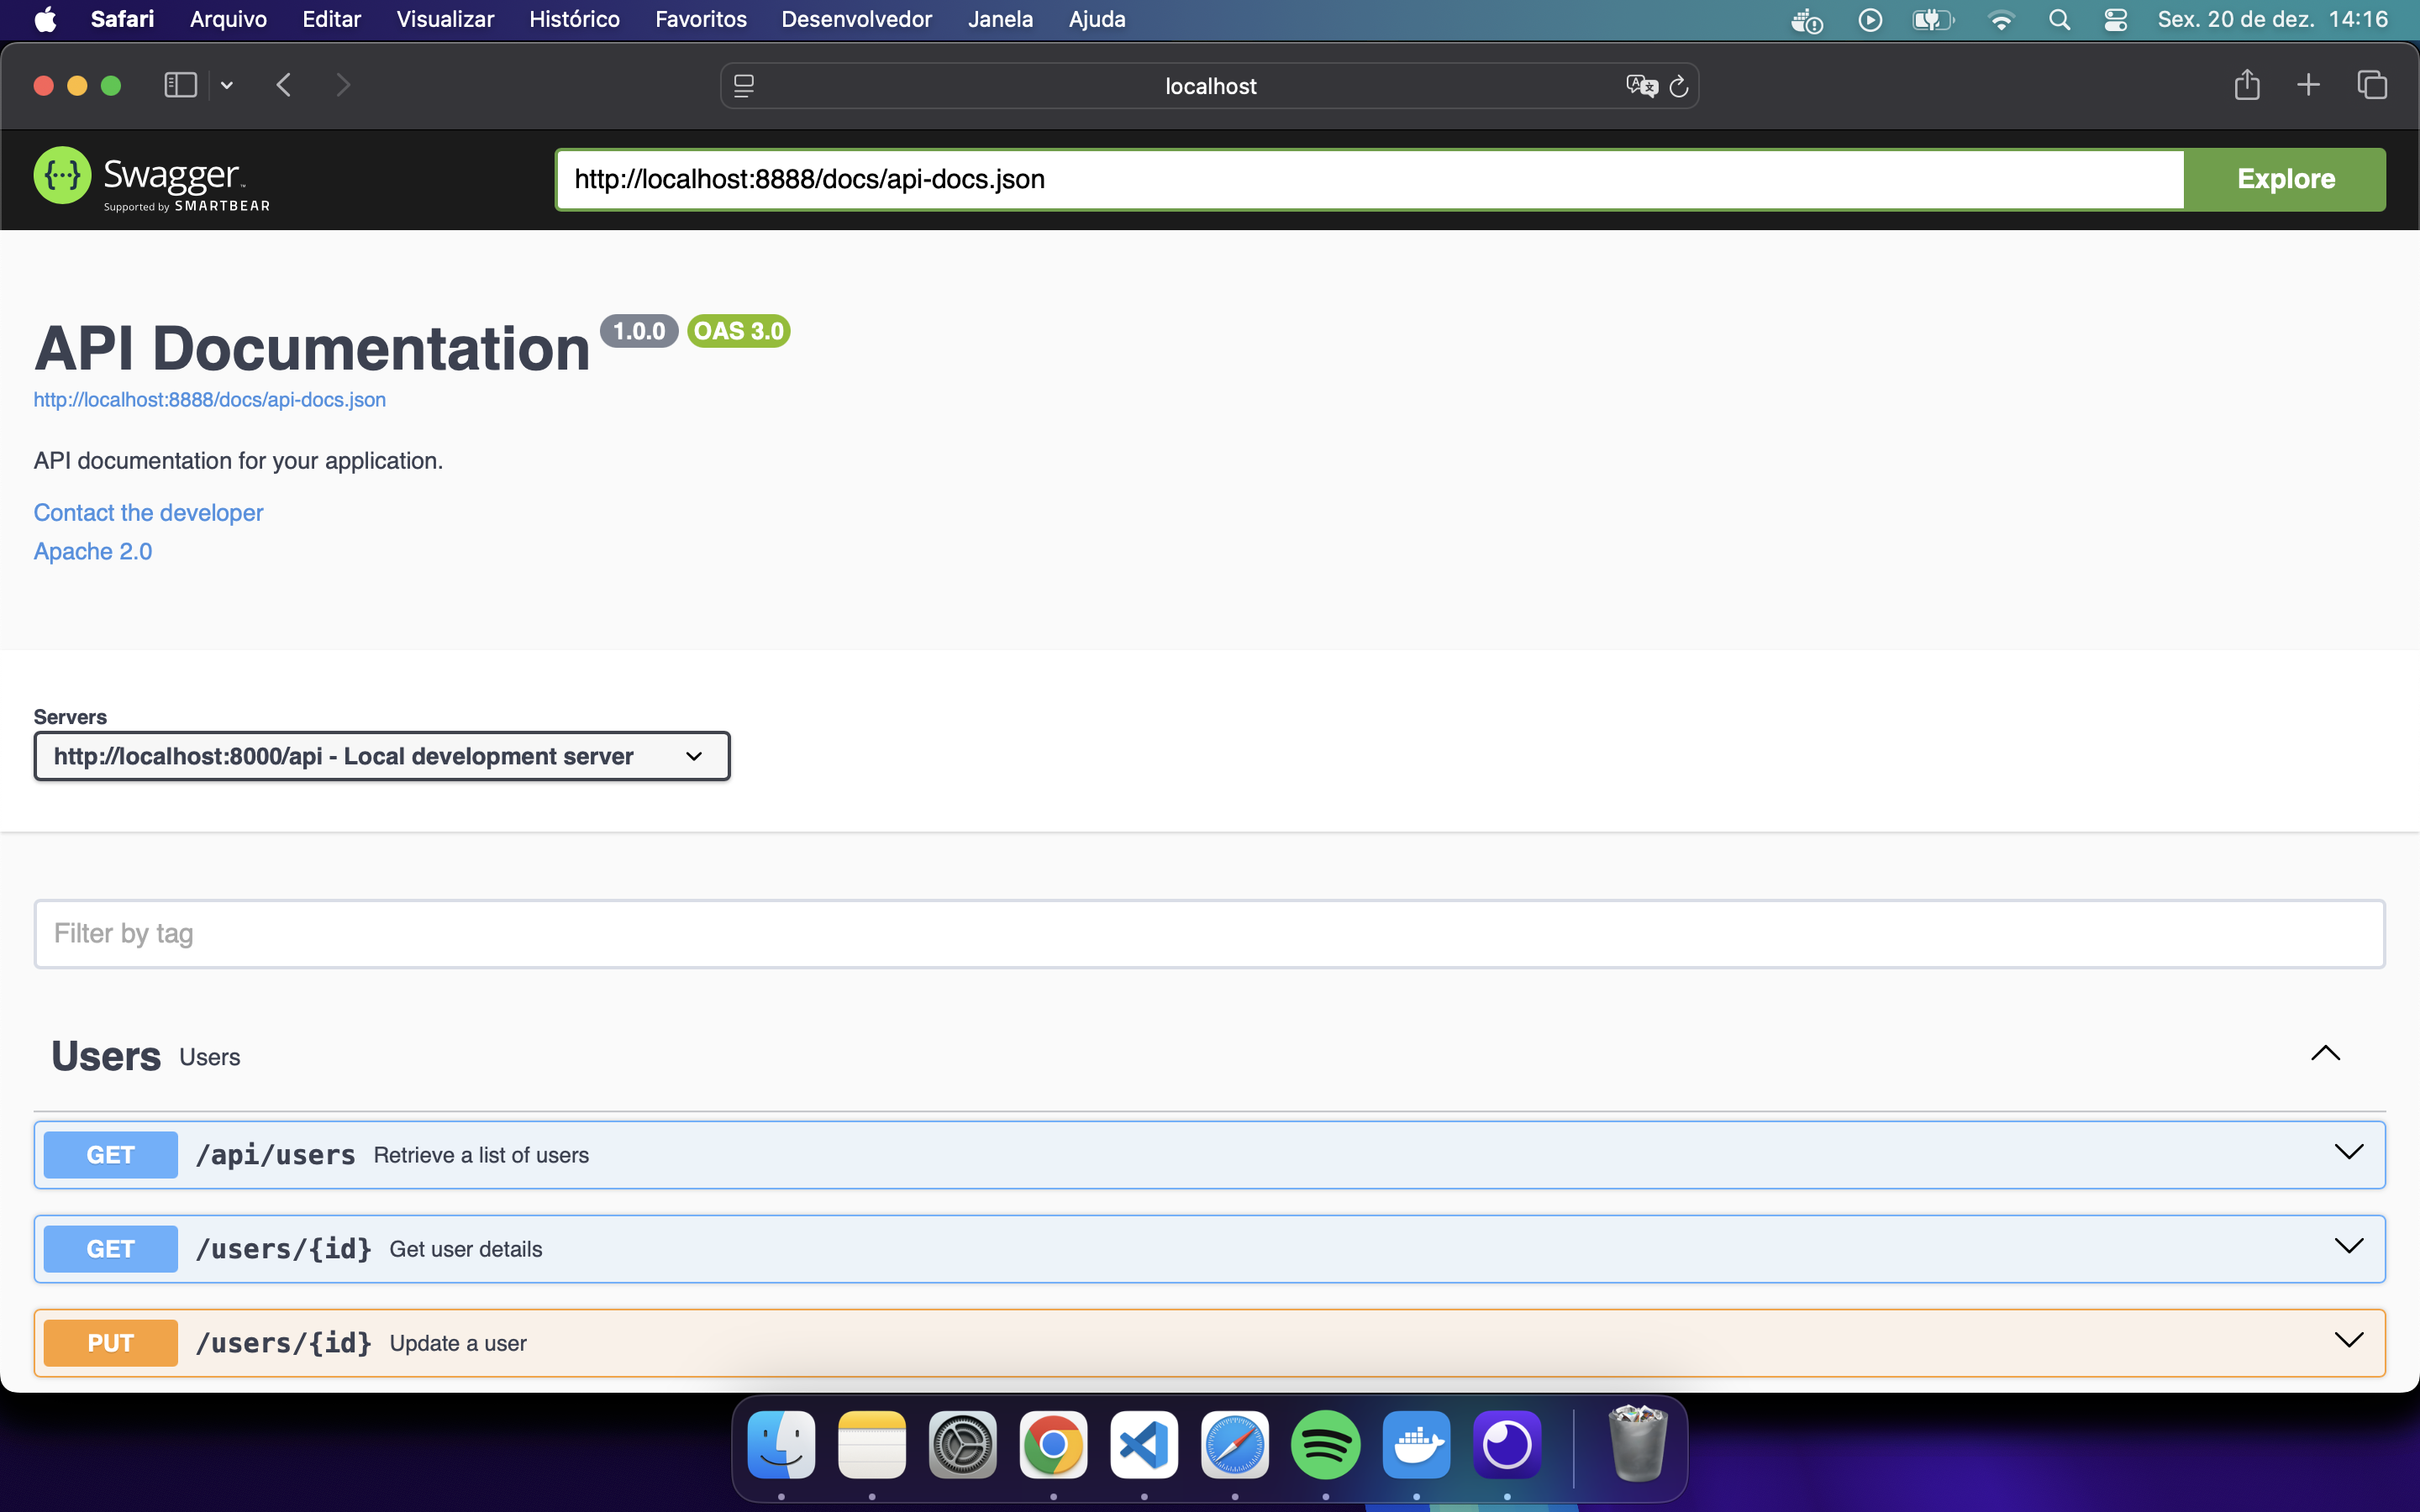 Safari Arquivo Editar Visualizar Histórico Favoritos Desenvolvedor Janela Ajuda Sex. 20 de dez. 14:16
localhost
Swagger
Supported by SMARTBEAR
http://localhost:8888/docs/api-docs.json
Explore
API Documentation 1.0.0 OAS 3.0
http://localhost:8888/docs/api-docs.json
API documentation for your application.
Contact the developer
Apache 2.0
Servers
http://localhost:8000/api - Local development server
Filter by tag
Users Users
GET /api/users Retrieve a list of users
GET /users/{id} Get user details
PUT /users/{id} Update a user